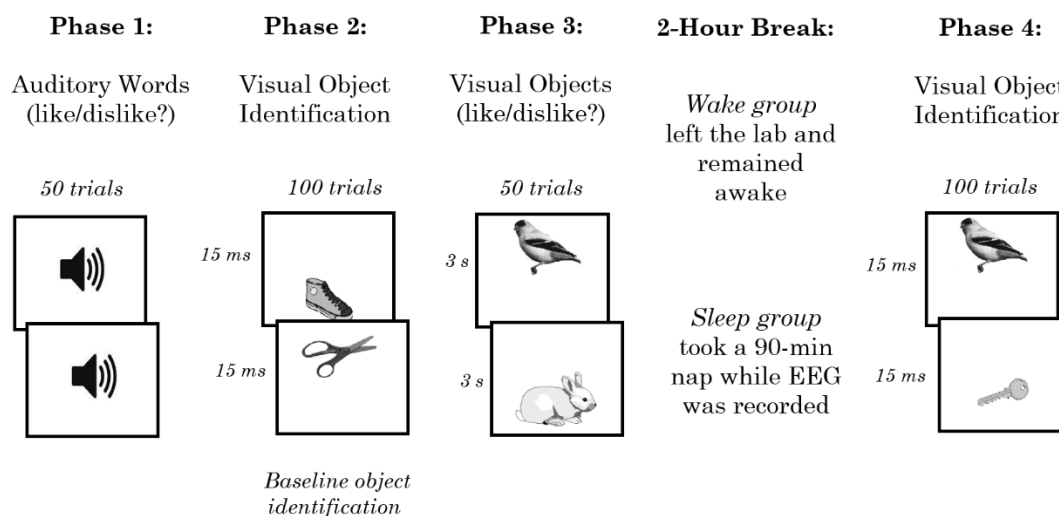 Phase 1:
Auditory Words
(like/dislike?)
50 trials
Phase 2:
Visual Object
Identification
100 trials
15 ms
15 ms
Baseline object
identification
Phase 3:
Visual Objects
(like/dislike?)
50 trials
3 s
3 s
2-Hour Break:
Wake group
left the lab and
remained
awake
Sleep group
took a 90-min
nap while EEG
was recorded
Phase 4:
Visual Object
Identification
100 trials
15 ms
15 ms